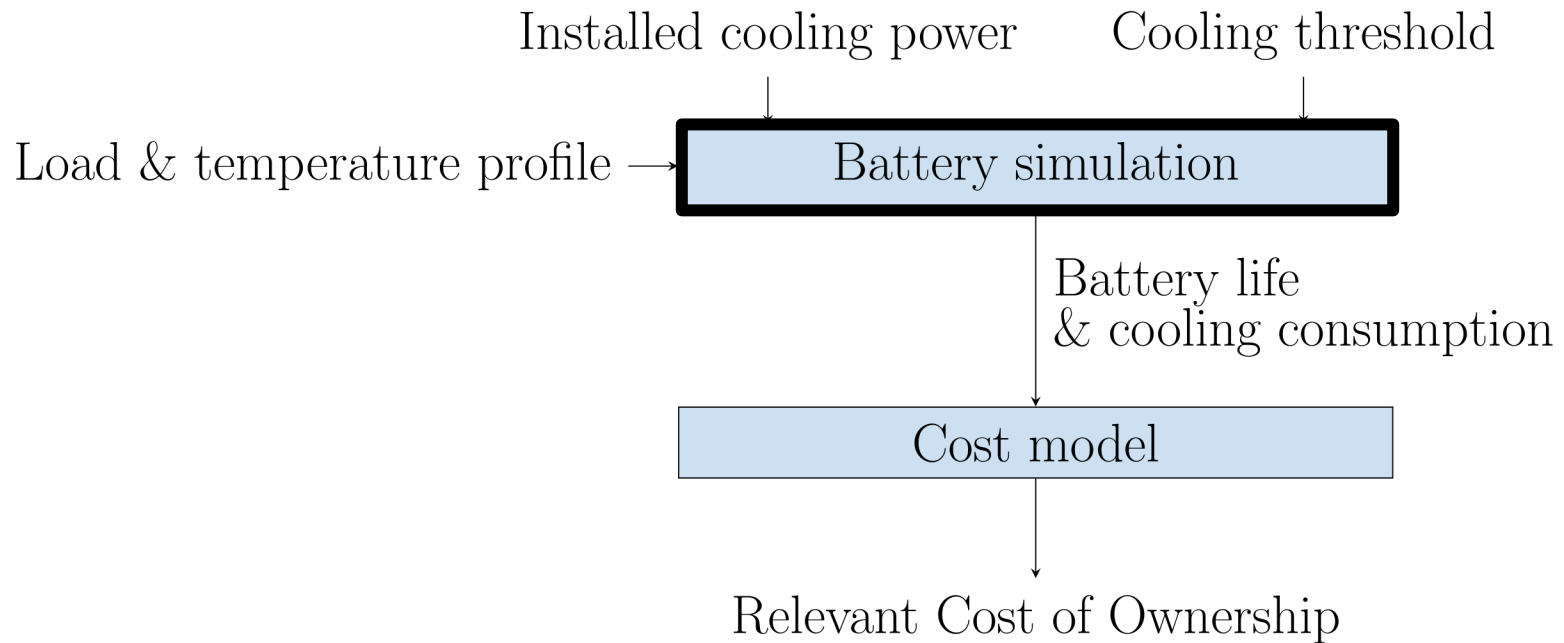 Installed cooling power
Cooling threshold
Load & temperature profile
Battery simulation
Battery life
& cooling consumption
Cost model
Relevant Cost of Ownership